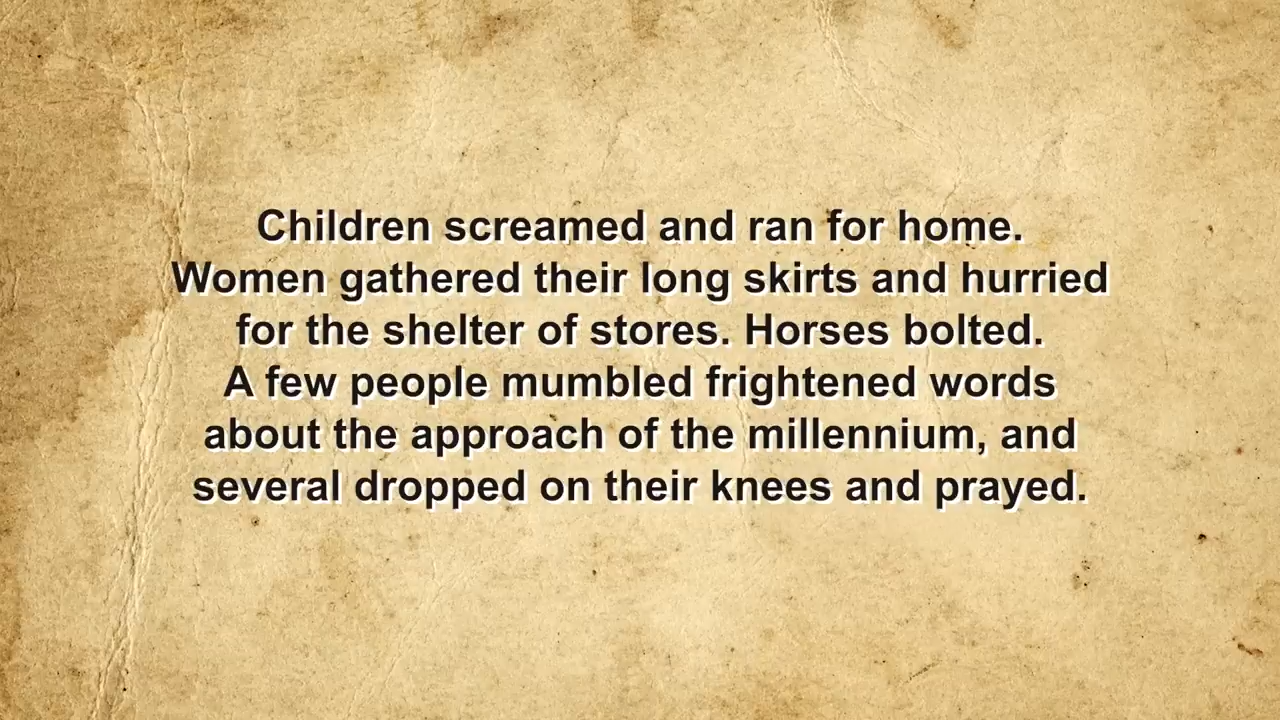 Children screamed and ran for home.
Women gathered their long skirts and hurried
for the shelter of stores. Horses bolted.
A few people mumbled frightened words
about the approach of the millennium, and
several dropped on their knees and prayed.